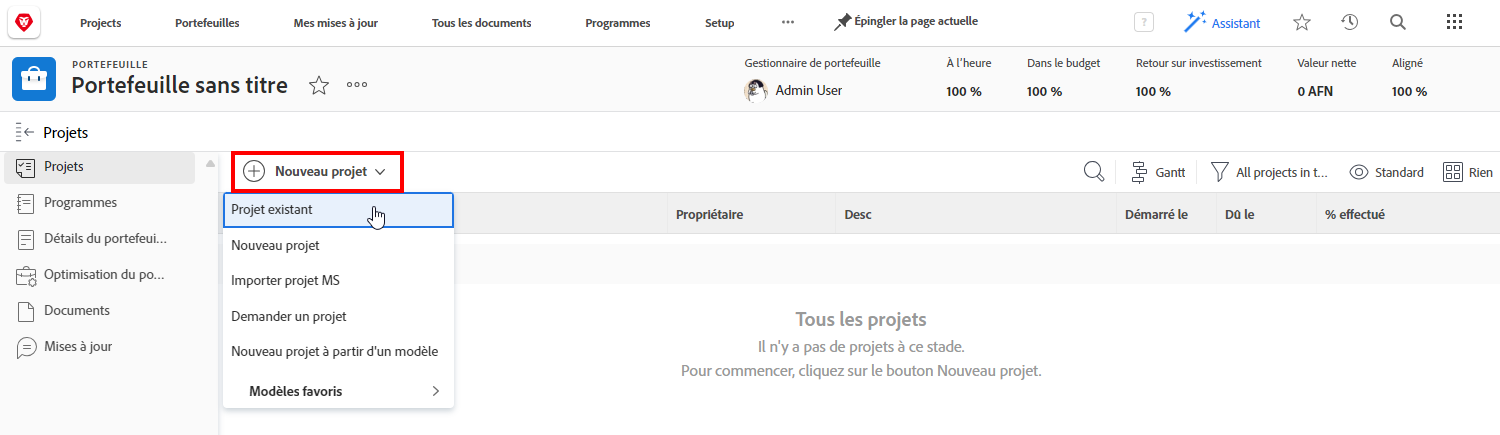 Projects
Portefeuilles
Mes mises à jour
Tous les documents
Programmes
Setup
Épingler la page actuelle
?
Assistant
PORTEFEUILLE
Portefeuille sans titre
Gestionnaire de portefeuille
Admin User
À l’heure
100 %
Dans le budget
100 %
Retour sur investissement
100 %
Valeur nette
0 AFN
Aligné
100 %
Projets
Projets
Programmes
Détails du portefeui...
Optimisation du po...
Documents
Mises à jour
Nouveau projet
Gantt
All projects in t...
Standard
Rien
Projet existant
Nouveau projet
Importer projet MS
Demander un projet
Nouveau projet à partir d'un modèle
Modèles favoris
Propriétaire
Desc
Démarré le
Dû le
% effectué
Tous les projets
Il n'y a pas de projets à ce stade.
Pour commencer, cliquez sur le bouton Nouveau projet.